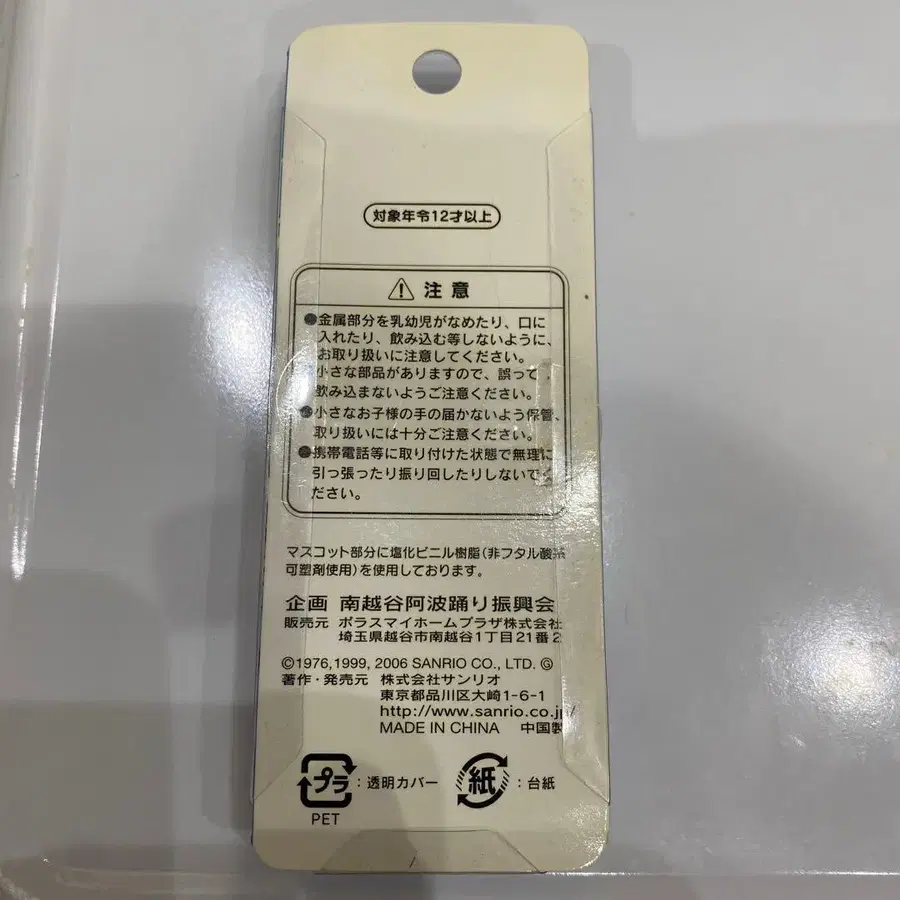 対象年令12才以上
注意
●金属部分を乳幼児がなめたり、口に
入れたり、飲み込む等しないように、
お取り扱いに注意してください。
●小さな部品がありますので、誤って
飲み込まないようご注意ください。
●小さなお子様の手の届かないよう保管、
取り扱いには十分ご注意ください。
●携帯電話等に取り付けた状態で無理に
引っ張ったり振り回したりしないでく
ださい。
マスコット部分に塩化ビニル樹脂(非フタル酸系
可塑剤使用)を使用しております。
企画 南越谷阿波踊り振興会
販売元 ポラスマイホームプラザ株式会社
埼玉県越谷市南越谷1丁目21番2
©1976,1999, 2006 SANRIO CO., LTD. Ⓖ
著作・発売元 株式会社サンリオ
東京都品川区大崎1-6-1
http://www.sanrio.co.jp/
MADE IN CHINA 中国製
プラ : 透明カバー 紙 : 台紙
PET